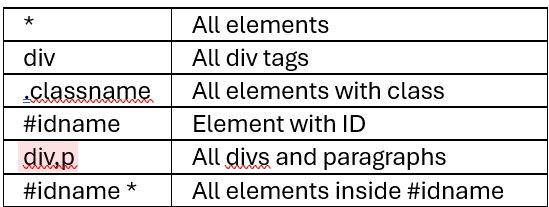 * All elements
div All div tags
.classname All elements with class
#idname Element with ID
div,p All divs and paragraphs
#idname * All elements inside #idname